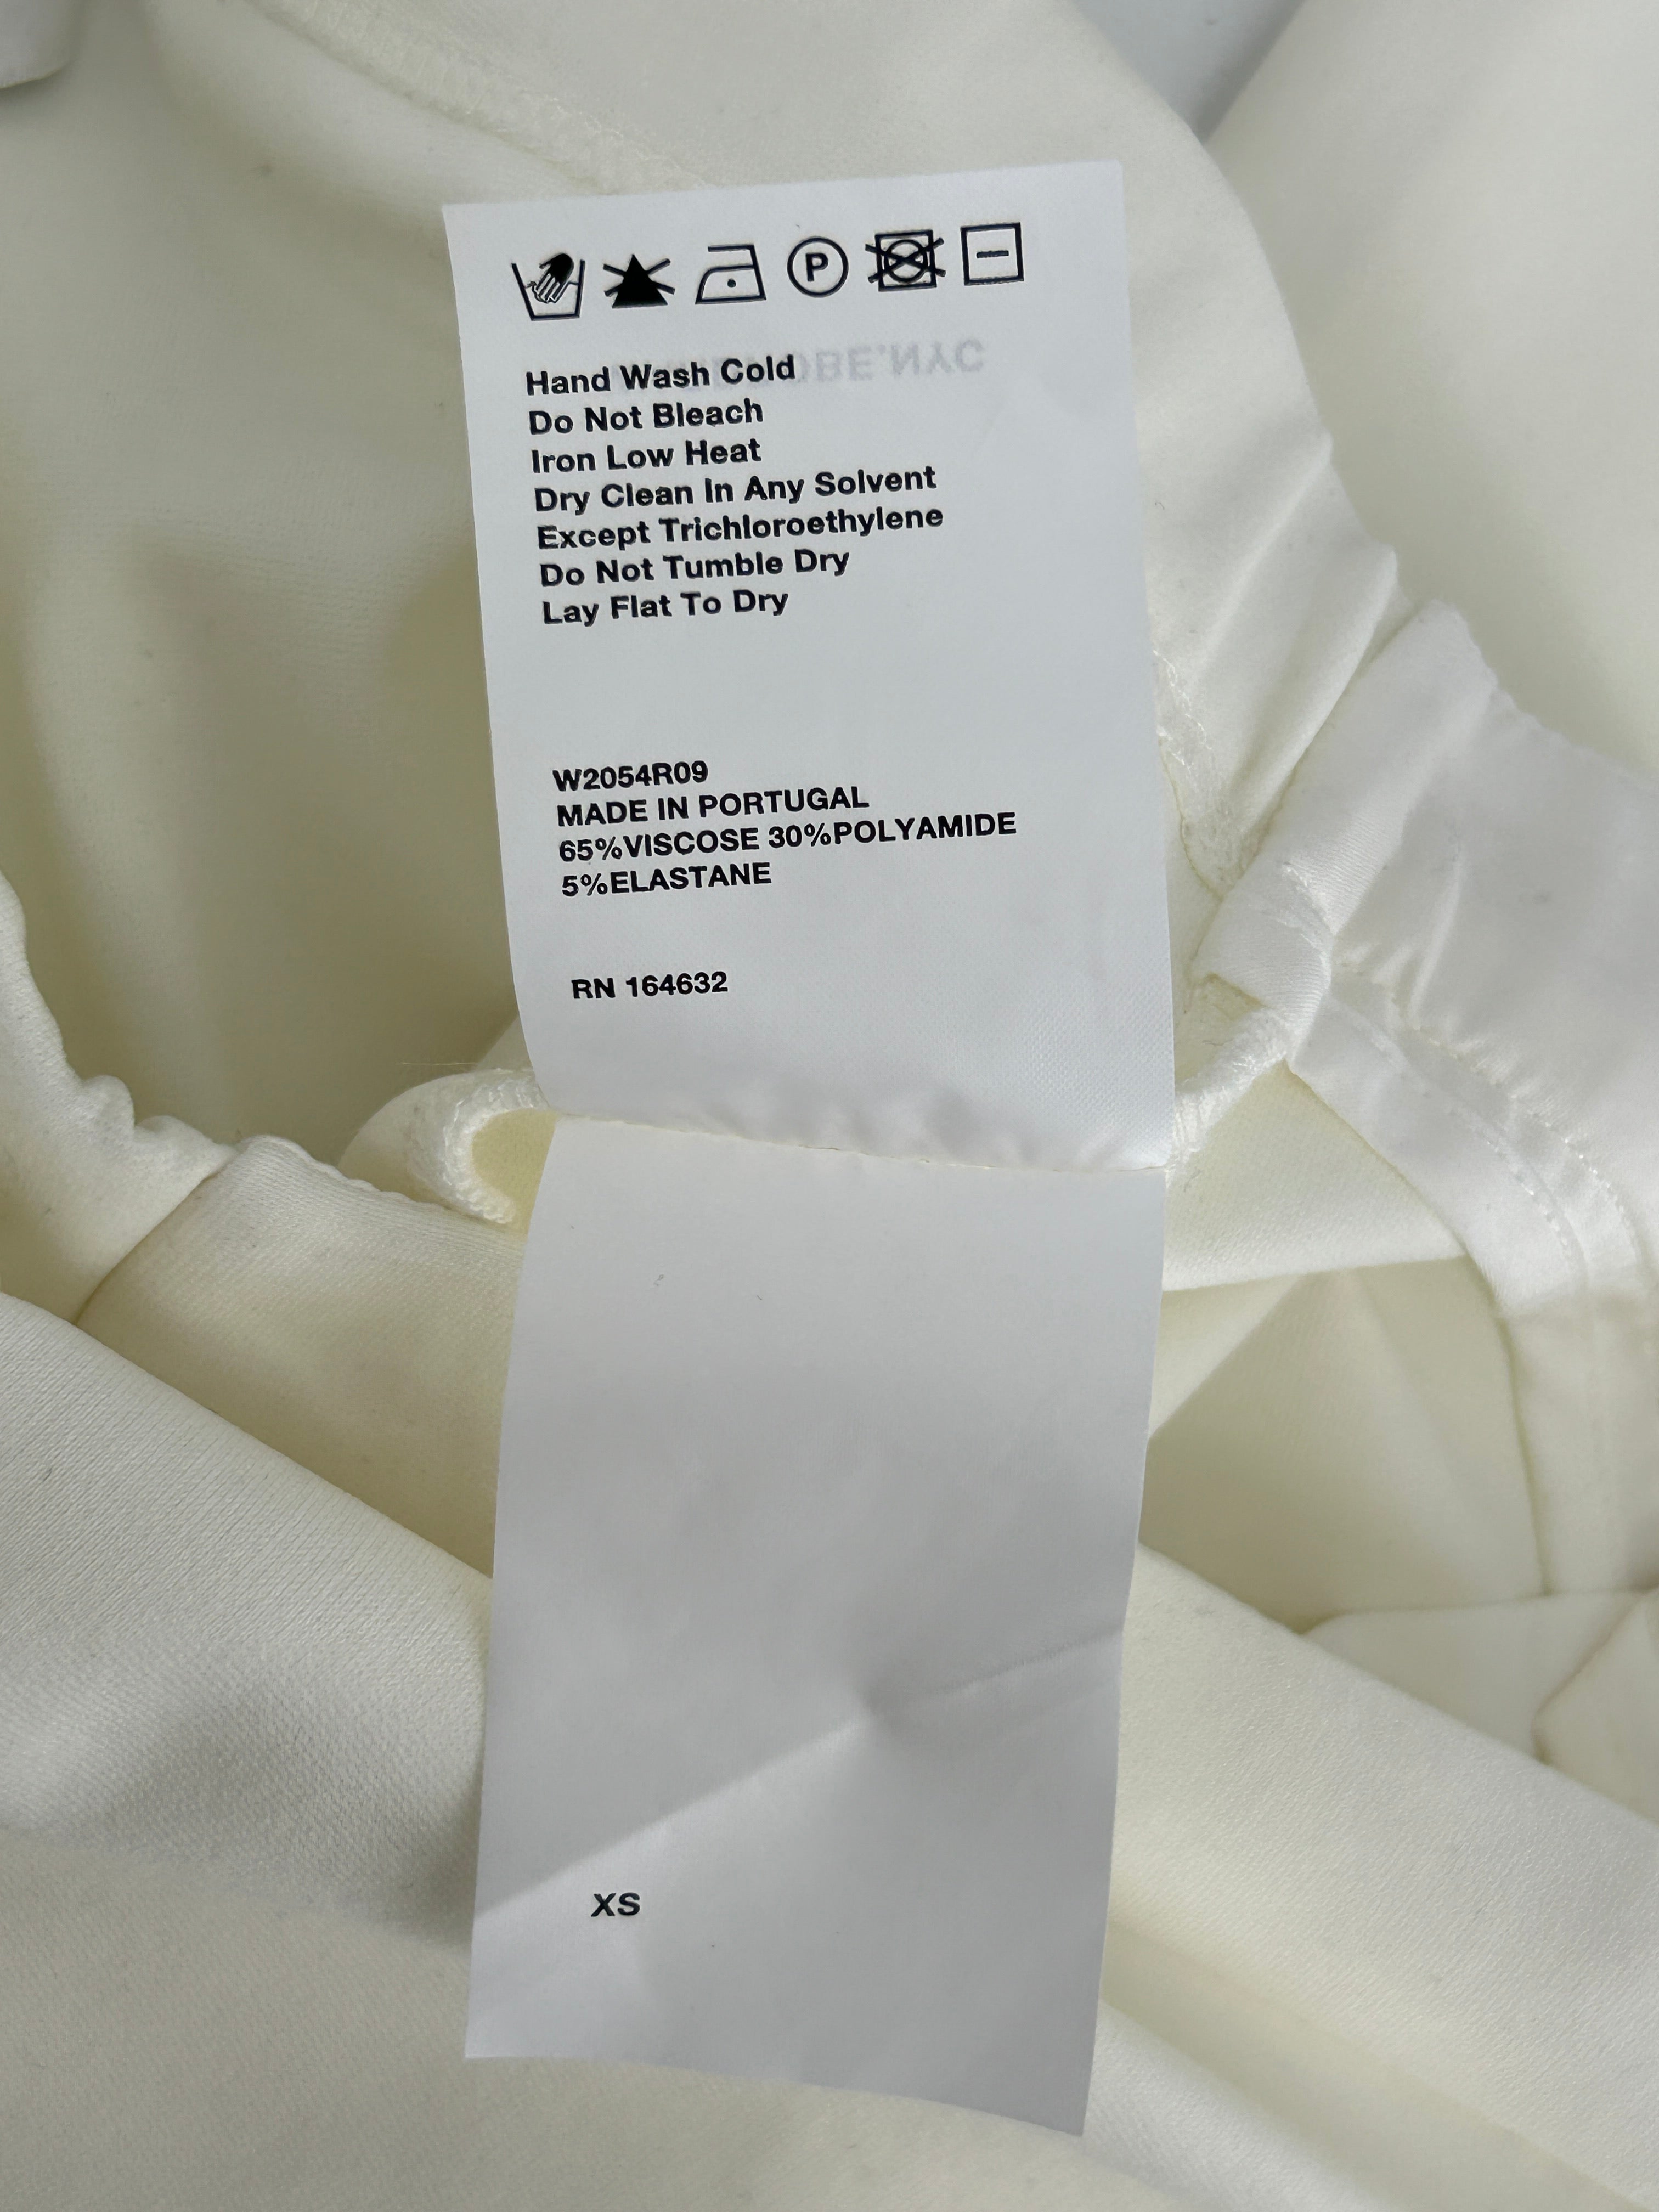 P
Hand Wash Cold
Do Not Bleach
Iron Low Heat
Dry Clean In Any Solvent
Except Trichloroethylene
Do Not Tumble Dry
Lay Flat To Dry
W2054R09
MADE IN PORTUGAL
65%VISCOSE 30%POLYAMIDE
5%ELASTANE
RN 164632
XS